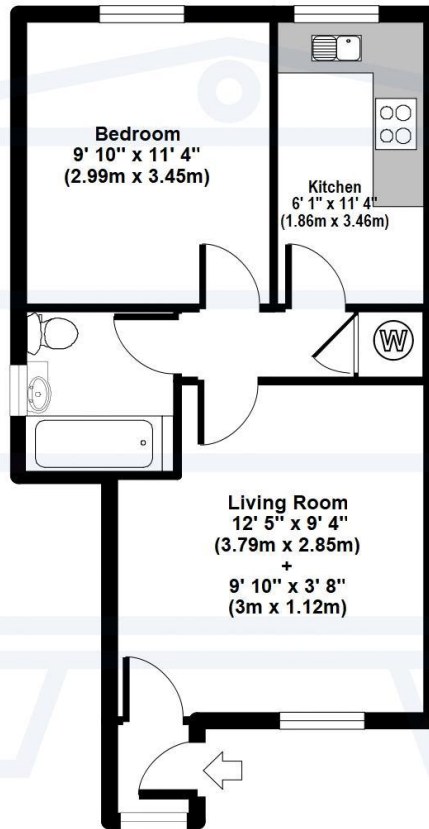 Bedroom
9' 10" x 11' 4"
(2.99m x 3.45m)
Kitchen
6' 1" x 11' 4"
(1.86m x 3.46m)
W
Living Room
12' 5" x 9' 4"
(3.79m x 2.85m)
+
9' 10" x 3' 8"
(3m x 1.12m)